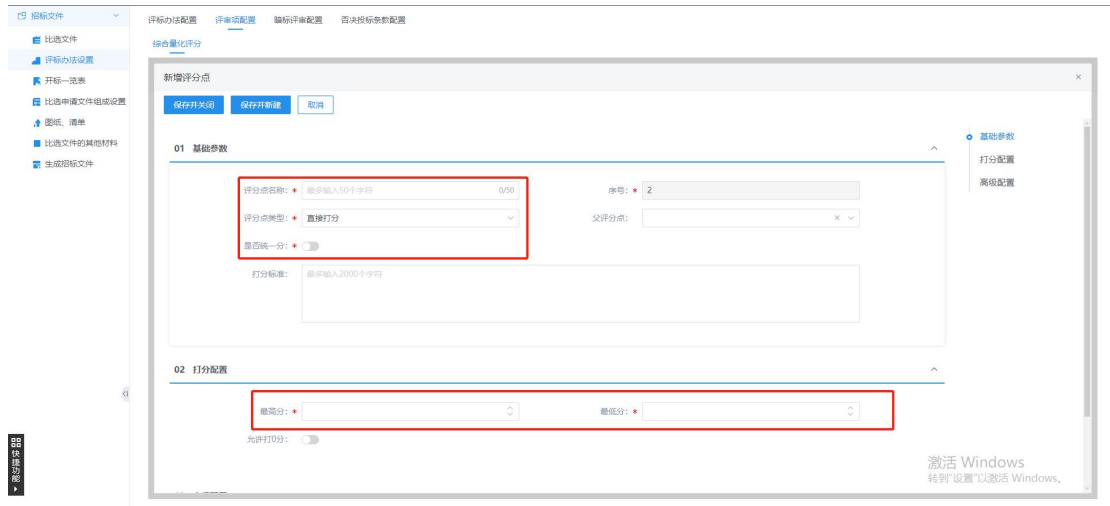 招标文件
比选文件
评标办法设置
开标一览表
比选申请文件组成设置
图纸、清单
比选文件的其他材料
生成招标文件
快捷功能
评标办法配置 评审项配置 暗标评审配置 否决投标条款配置
综合量化评分
新增评分点 ×
保存并关闭 保存并新建 取消
01 基础参数
评分点名称: * 最多输入50个字符 0/50 序号: * 2
评分点类型: * 直接打分 父评分点:
是否统一分: *
打分标准: 最多输入2000个字符
02 打分配置
最高分: * 最低分: *
允许打0分:
基础参数
打分配置
高级配置
激活 Windows
转到"设置"以激活 Windows。